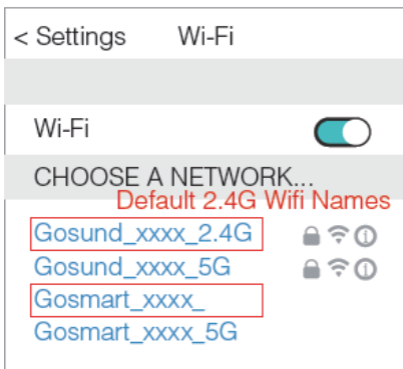 < Settings Wi-Fi
Wi-Fi
CHOOSE A NETWORK...
Default 2.4G Wifi Names
Gosund_xxxx_2.4G
Gosund_xxxx_5G
Gosmart_xxxx_
Gosmart_xxxx_5G